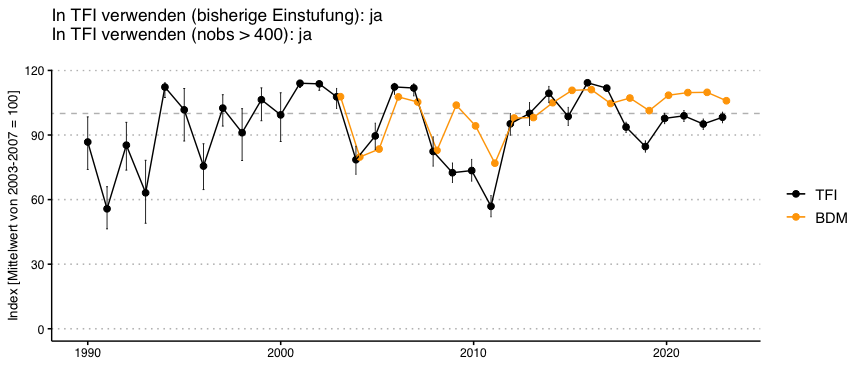 In TFI verwenden (bisherige Einstufung): ja
In TFI verwenden (nobs > 400): ja
Index [Mittelwert von 2003-2007 = 100]
120
90
60
30
0
1990
2000
2010
2020
TFI
BDM